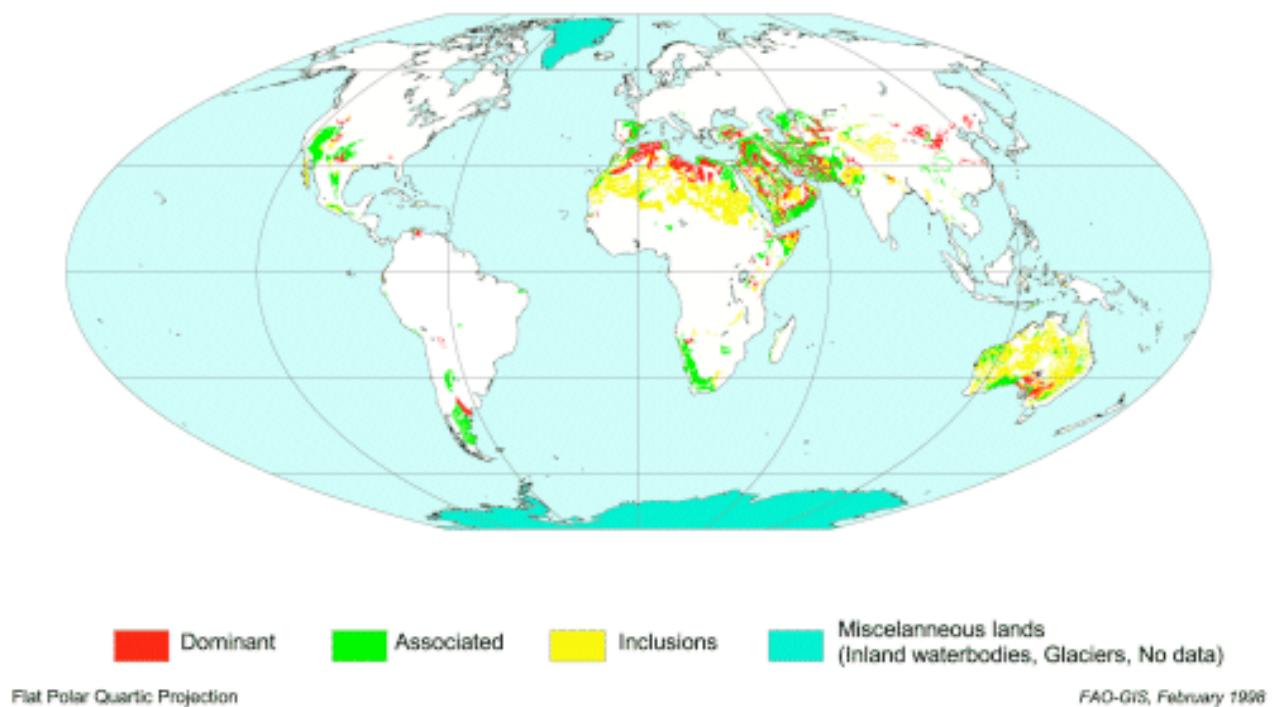 Dominant
Associated
Inclusions
Miscelanneous lands
(Inland waterbodies, Glaciers, No data)
Flat Polar Quartic Projection
FAO-GIS, February 1998